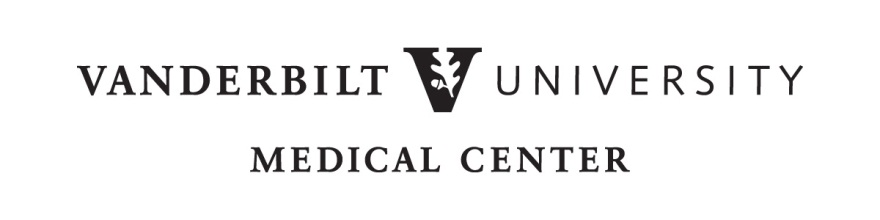 VANDERBILT V UNIVERSITY
MEDICAL CENTER